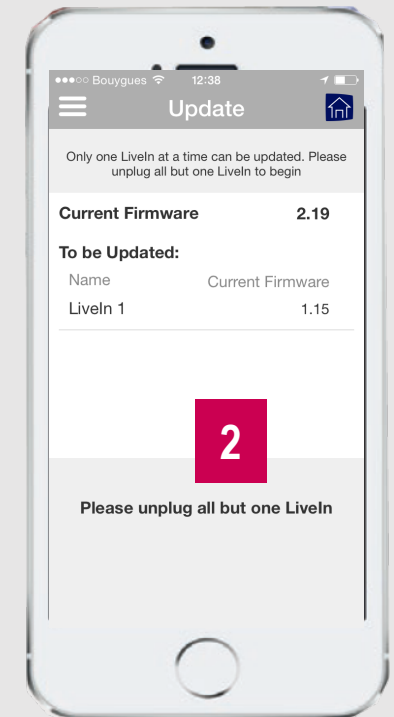 Bouygues 12:38
Update
Only one LiveIn at a time can be updated. Please
unplug all but one LiveIn to begin
Current Firmware 2.19
To be Updated:
Name Current Firmware
LiveIn 1 1.15
2
Please unplug all but one LiveIn